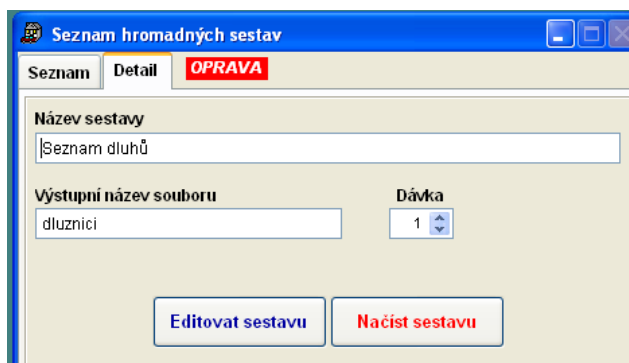 Seznam hromadných sestav
Seznam Detail OPRAVA
Název sestavy
Seznam dluhů
Výstupní název souboru Dávka
dluznici 1
Editovat sestavu Načíst sestavu